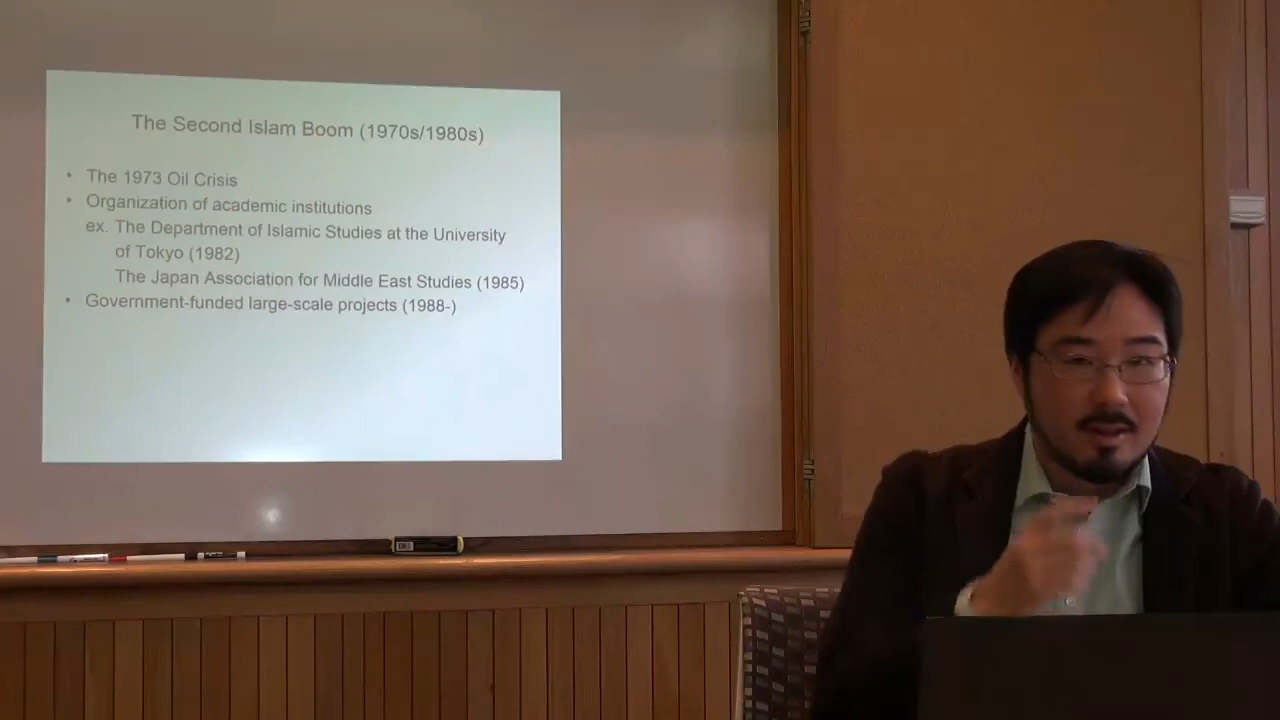 The Second Islam Boom (1970s/1980s)
• The 1973 Oil Crisis
• Organization of academic institutions
ex. The Department of Islamic Studies at the University
of Tokyo (1982)
The Japan Association for Middle East Studies (1985)
• Government-funded large-scale projects (1988-)